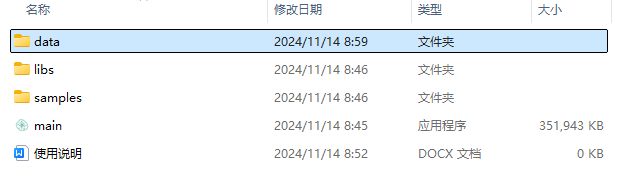 名称 修改日期 类型 大小
data 2024/11/14 8:59 文件夹
libs 2024/11/14 8:46 文件夹
samples 2024/11/14 8:46 文件夹
main 2024/11/14 8:45 应用程序 351,943 KB
使用说明 2024/11/14 8:52 DOCX 文档 0 KB